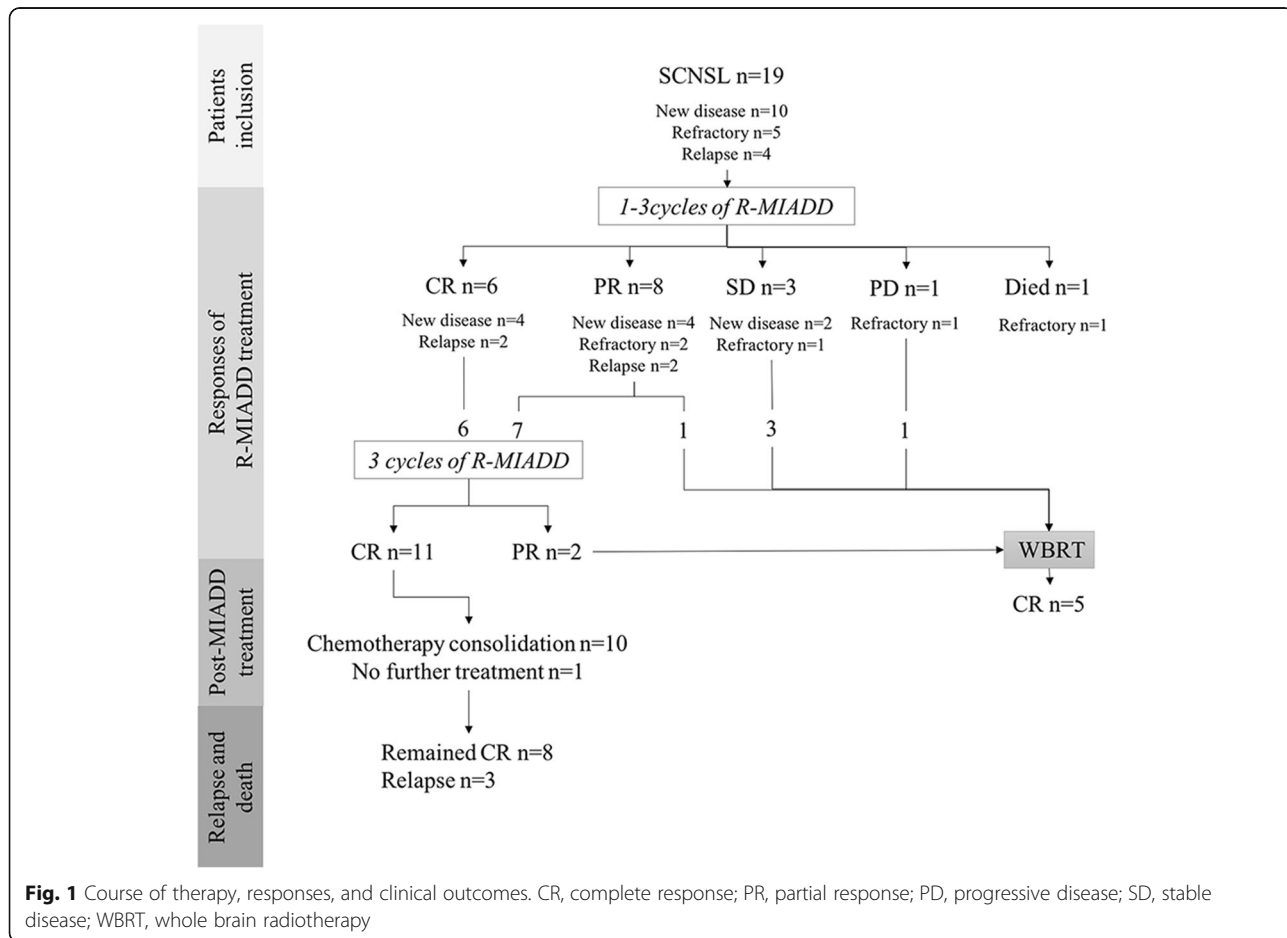 Patients
inclusion
SCNSL n=19
New disease n=10
Refractory n=5
Relapse n=4
Responses of
R-MIADD treatment
1-3cycles of R-MIADD
CR n=6
New disease n=4
Relapse n=2
PR n=8
New disease n=4
Refractory n=2
Relapse n=2
SD n=3
New disease n=2
Refractory n=1
PD n=1
Refractory n=1
Died n=1
Refractory n=1
6 7 1 3 1
3 cycles of R-MIADD
CR n=11 PR n=2 WBRT
CR n=5
Post-MIADD
treatment
Chemotherapy consolidation n=10
No further treatment n=1
Relapse and
death
Remained CR n=8
Relapse n=3
Fig. 1 Course of therapy, responses, and clinical outcomes. CR, complete response; PR, partial response; PD, progressive disease; SD, stable
disease; WBRT, whole brain radiotherapy